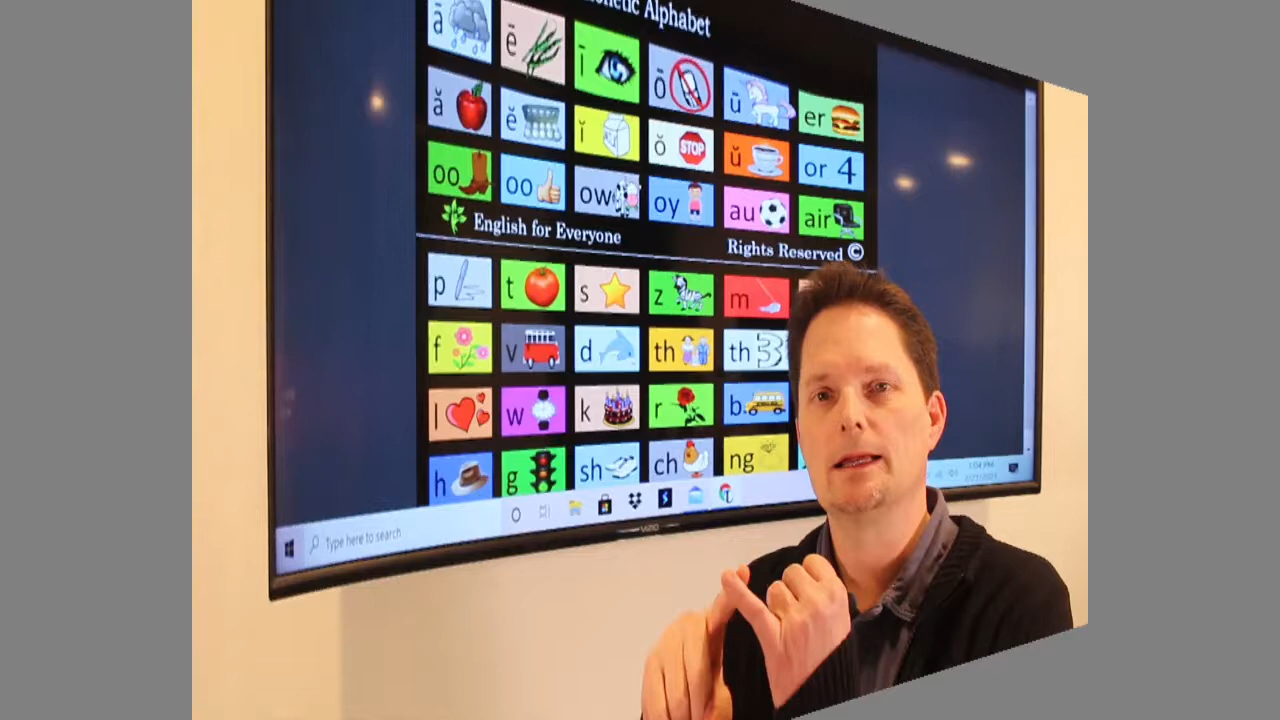 Alphabet
ā ē ī ō ū er
ă ĕ ĭ ŏ STOP ŭ or 4
oo oo ow oy au air
English for Everyone
Rights Reserved ©
p t s z m
f v d th th 3
l w k r b
h g sh ch ng
Type here to search
VIZIO